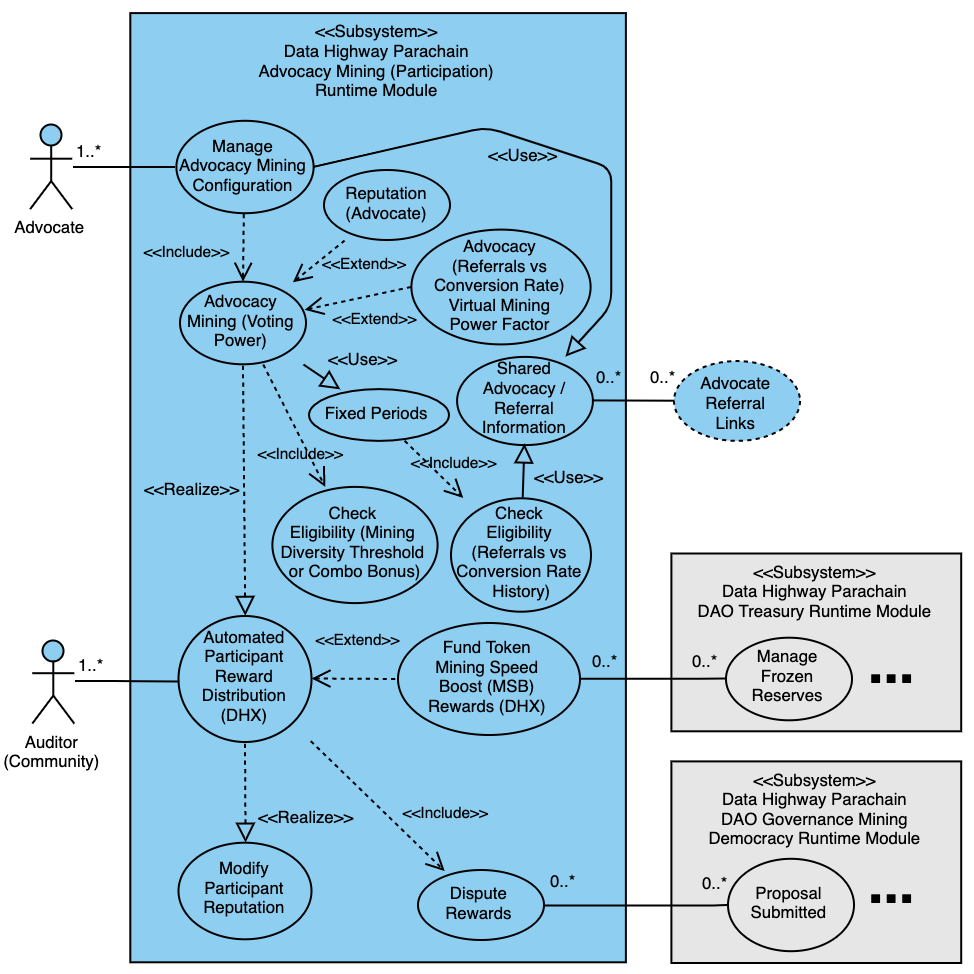 <<Subsystem>>
Data Highway Parachain
Advocacy Mining (Participation)
Runtime Module
1..*
Advocate
Manage
Advocacy Mining
Configuration
<<Use>>
Reputation
(Advocate)
<<Include>>
<<Extend>>
Advocacy
(Referrals vs
Conversion Rate)
Virtual Mining
Power Factor
Advocacy
Mining (Voting
Power)
<<Extend>>
<<Use>>
Shared
Advocacy /
Referral
Information
0..*
0..*
Advocate
Referral
Links
Fixed Periods
<<Include>>
<<Include>>
<<Use>>
<<Realize>>
Check
Eligibility (Mining
Diversity Threshold
or Combo Bonus)
Check
Eligibility
(Referrals vs
Conversion Rate
History)
<<Subsystem>>
Data Highway Parachain
DAO Treasury Runtime Module
1..*
Auditor
(Community)
Automated
Participant
Reward
Distribution
(DHX)
<<Extend>>
Fund Token
Mining Speed
Boost (MSB)
Rewards (DHX)
0..*
0..*
Manage
Frozen
Reserves
<<Subsystem>>
Data Highway Parachain
DAO Governance Mining
Democracy Runtime Module
<<Realize>>
<<Include>>
Modify
Participant
Reputation
Dispute
Rewards
0..*
0..*
Proposal
Submitted